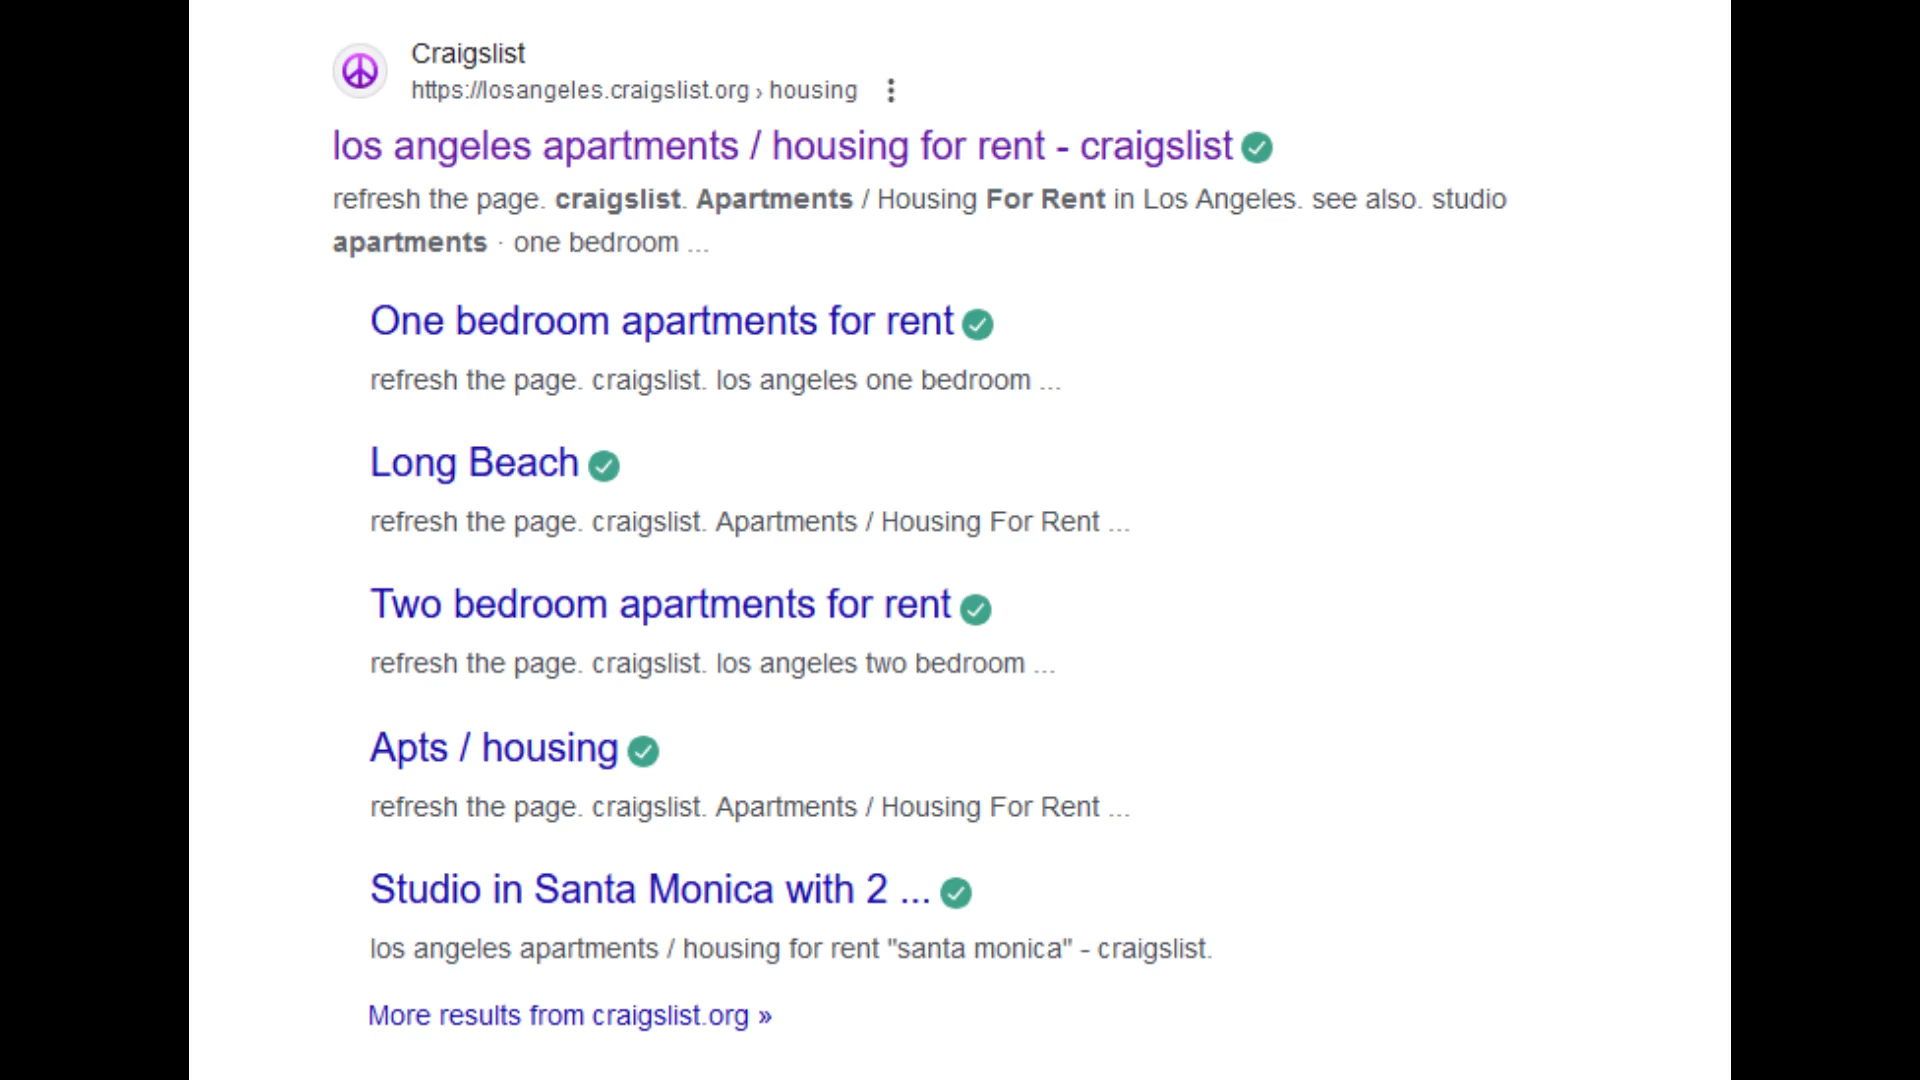 Craigslist
https://losangeles.craigslist.org › housing
los angeles apartments / housing for rent - craigslist
refresh the page. craigslist. Apartments / Housing For Rent in Los Angeles. see also. studio
apartments · one bedroom ...
One bedroom apartments for rent
refresh the page. craigslist. los angeles one bedroom ...
Long Beach
refresh the page. craigslist. Apartments / Housing For Rent ...
Two bedroom apartments for rent
refresh the page. craigslist. los angeles two bedroom ...
Apts / housing
refresh the page. craigslist. Apartments / Housing For Rent ...
Studio in Santa Monica with 2 ...
los angeles apartments / housing for rent "santa monica" - craigslist.
More results from craigslist.org »